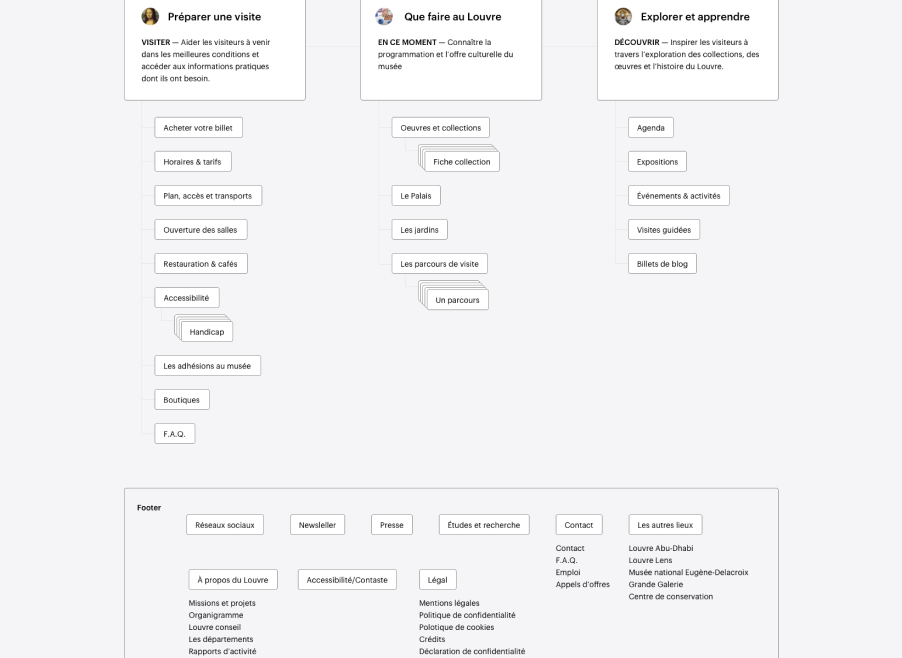 Préparer une visite
VISITER — Aider les visiteurs à venir
dans les meilleures conditions et
accéder aux informations pratiques
dont ils ont besoin.
Acheter votre billet
Horaires & tarifs
Plan, accès et transports
Ouverture des salles
Restauration & cafés
Accessibilité
Handicap
Les adhésions au musée
Boutiques
F.A.Q.
Que faire au Louvre
EN CE MOMENT — Connaître la
programmation et l'offre culturelle du
musée
Oeuvres et collections
Fiche collection
Le Palais
Les jardins
Les parcours de visite
Un parcours
Explorer et apprendre
DÉCOUVRIR — Inspirer les visiteurs à
travers l'exploration des collections, des
œuvres et l'histoire du Louvre.
Agenda
Expositions
Événements & activités
Visites guidées
Billets de blog
Footer
Réseaux sociaux
Newsleller
Presse
Études et recherche
Contact
Contact
F.A.Q.
Emploi
Appels d'offres
Les autres lieux
Louvre Abu-Dhabi
Louvre Lens
Musée national Eugène-Delacroix
Grande Galerie
Centre de conservation
À propos du Louvre
Missions et projets
Organigramme
Louvre conseil
Les départements
Rapports d'activité
Accessibilité/Contaste
Légal
Mentions légales
Politique de confidentialité
Polotique de cookies
Crédits
Déclaration de confidentialité